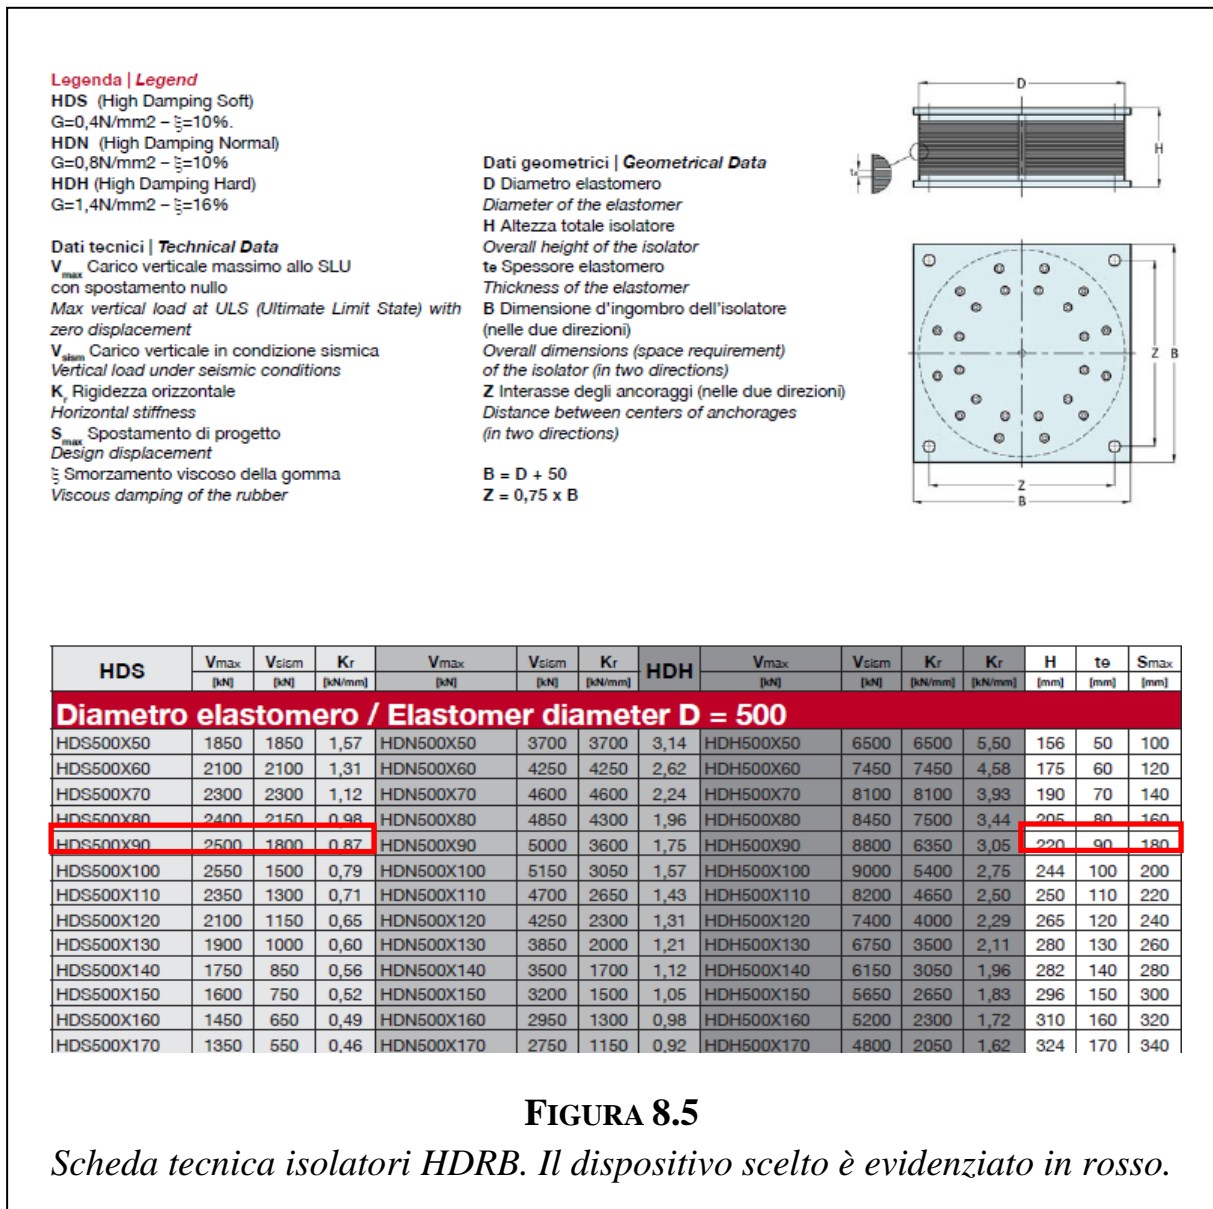 Legenda | Legend
HDS (High Damping Soft)
G=0,4N/mm2 – ξ=10%.
HDN (High Damping Normal)
G=0,8N/mm2 – ξ=10%
HDH (High Damping Hard)
G=1,4N/mm2 – ξ=16%
Dati tecnici | Technical Data
Vmax Carico verticale massimo allo SLU
con spostamento nullo
Max vertical load at ULS (Ultimate Limit State) with
zero displacement
Vsism Carico verticale in condizione sismica
Vertical load under seismic conditions
Kr Rigidezza orizzontale
Horizontal stiffness
Smax Spostamento di progetto
Design displacement
ξ Smorzamento viscoso della gomma
Viscous damping of the rubber
Dati geometrici | Geometrical Data
D Diametro elastomero
Diameter of the elastomer
H Altezza totale isolatore
Overall height of the isolator
te Spessore elastomero
Thickness of the elastomer
B Dimensione d'ingombro dell'isolatore
(nelle due direzioni)
Overall dimensions (space requirement)
of the isolator (in two directions)
Z Interasse degli ancoraggi (nelle due direzioni)
Distance between centers of anchorages
(in two directions)
B = D + 50
Z = 0,75 x B
D
H
te
Z B
Z
B
HDS Vmax Vsism Kr Vmax Vsism Kr HDH Vmax Vsism Kr Kr H te Smax
[kN] [kN] [kN/mm] [kN] [kN] [kN/mm] [kN] [kN] [kN/mm] [kN/mm] [mm] [mm] [mm]
Diametro elastomero / Elastomer diameter D = 500
HDS500X50 1850 1850 1,57 HDN500X50 3700 3700 3,14 HDH500X50 6500 6500 5,50 156 50 100
HDS500X60 2100 2100 1,31 HDN500X60 4250 4250 2,62 HDH500X60 7450 7450 4,58 175 60 120
HDS500X70 2300 2300 1,12 HDN500X70 4600 4600 2,24 HDH500X70 8100 8100 3,93 190 70 140
HDS500X80 2400 2150 0,98 HDN500X80 4850 4300 1,96 HDH500X80 8450 7500 3,44 205 80 160
HDS500X90 2500 1800 0,87 HDN500X90 5000 3600 1,75 HDH500X90 8800 6350 3,05 220 90 180
HDS500X100 2550 1500 0,79 HDN500X100 5150 3050 1,57 HDH500X100 9000 5400 2,75 244 100 200
HDS500X110 2350 1300 0,71 HDN500X110 4700 2650 1,43 HDH500X110 8200 4650 2,50 250 110 220
HDS500X120 2100 1150 0,65 HDN500X120 4250 2300 1,31 HDH500X120 7400 4000 2,29 265 120 240
HDS500X130 1900 1000 0,60 HDN500X130 3850 2000 1,21 HDH500X130 6750 3500 2,11 280 130 260
HDS500X140 1750 850 0,56 HDN500X140 3500 1700 1,12 HDH500X140 6150 3050 1,96 282 140 280
HDS500X150 1600 750 0,52 HDN500X150 3200 1500 1,05 HDH500X150 5650 2650 1,83 296 150 300
HDS500X160 1450 650 0,49 HDN500X160 2950 1300 0,98 HDH500X160 5200 2300 1,72 310 160 320
HDS500X170 1350 550 0,46 HDN500X170 2750 1150 0,92 HDH500X170 4800 2050 1,62 324 170 340
FIGURA 8.5
Scheda tecnica isolatori HDRB. Il dispositivo scelto è evidenziato in rosso.